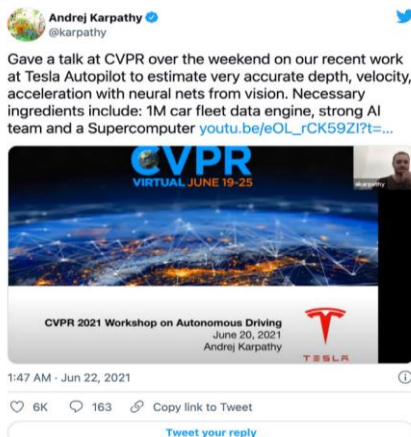 Andrej Karpathy
@karpathy
Gave a talk at CVPR over the weekend on our recent work
at Tesla Autopilot to estimate very accurate depth, velocity,
acceleration with neural nets from vision. Necessary
ingredients include: 1M car fleet data engine, strong AI
team and a Supercomputer youtu.be/eOL_rCK59ZI?t=...
CVPR
VIRTUAL JUNE 19-25
@karpathy
CVPR 2021 Workshop on Autonomous Driving
June 20, 2021
Andrej Karpathy
TESLA
1:47 AM · Jun 22, 2021
6K 163 Copy link to Tweet
Tweet your reply